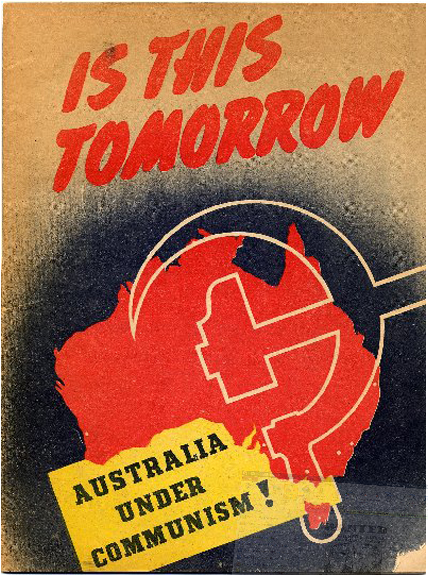 IS THIS
TOMORROW
AUSTRALIA
UNDER
COMMUNISM!